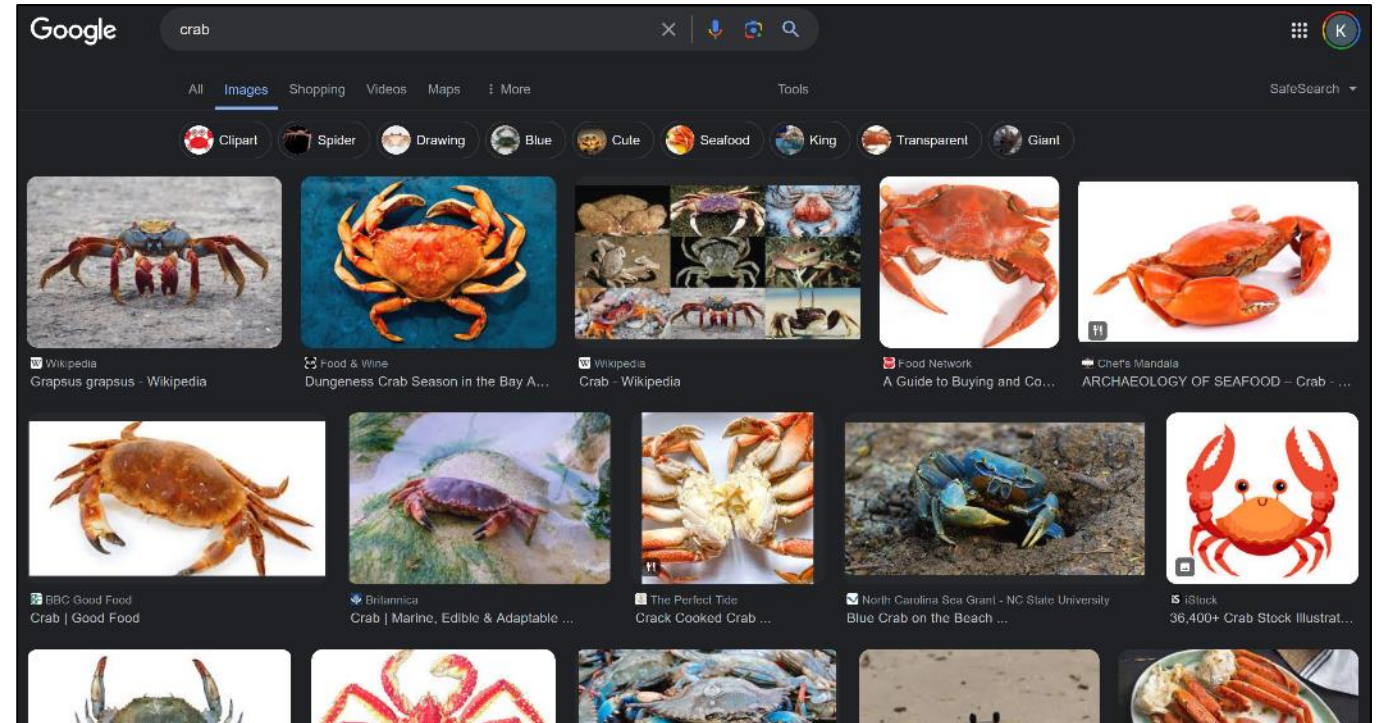 Google
crab
K
All Images Shopping Videos Maps More Tools SafeSearch
Clipart Spider Drawing Blue Cute Seafood King Transparent Giant
W Wikipedia
Grapsus grapsus - Wikipedia
Food & Wine
Dungeness Crab Season in the Bay A...
W Wikipedia
Crab - Wikipedia
Food Network
A Guide to Buying and Co...
Chef's Mandala
ARCHAEOLOGY OF SEAFOOD – Crab - ...
BBC Good Food
Crab | Good Food
Britannica
Crab | Marine, Edible & Adaptable ...
The Perfect Tide
Crack Cooked Crab ...
North Carolina Sea Grant - NC State University
Blue Crab on the Beach ...
iS iStock
36,400+ Crab Stock Illustrat...